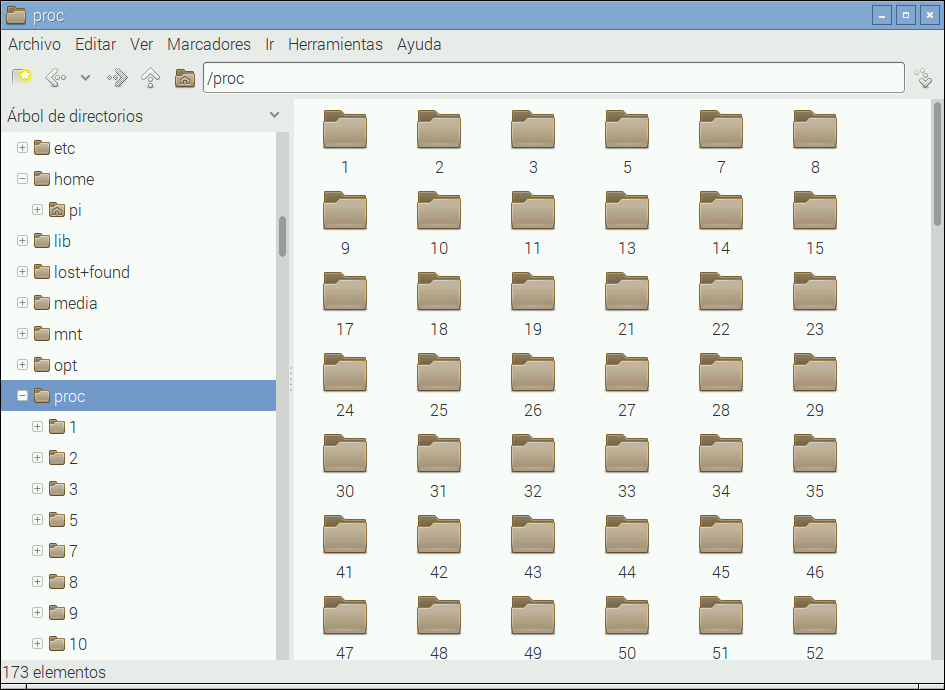 proc
Archivo Editar Ver Marcadores Ir Herramientas Ayuda
/proc
Árbol de directorios
etc
home
pi
lib
lost+found
media
mnt
opt
proc
1
2
3
5
7
8
9
10
1 2 3 5 7 8
9 10 11 13 14 15
17 18 19 21 22 23
24 25 26 27 28 29
30 31 32 33 34 35
41 42 43 44 45 46
47 48 49 50 51 52
173 elementos